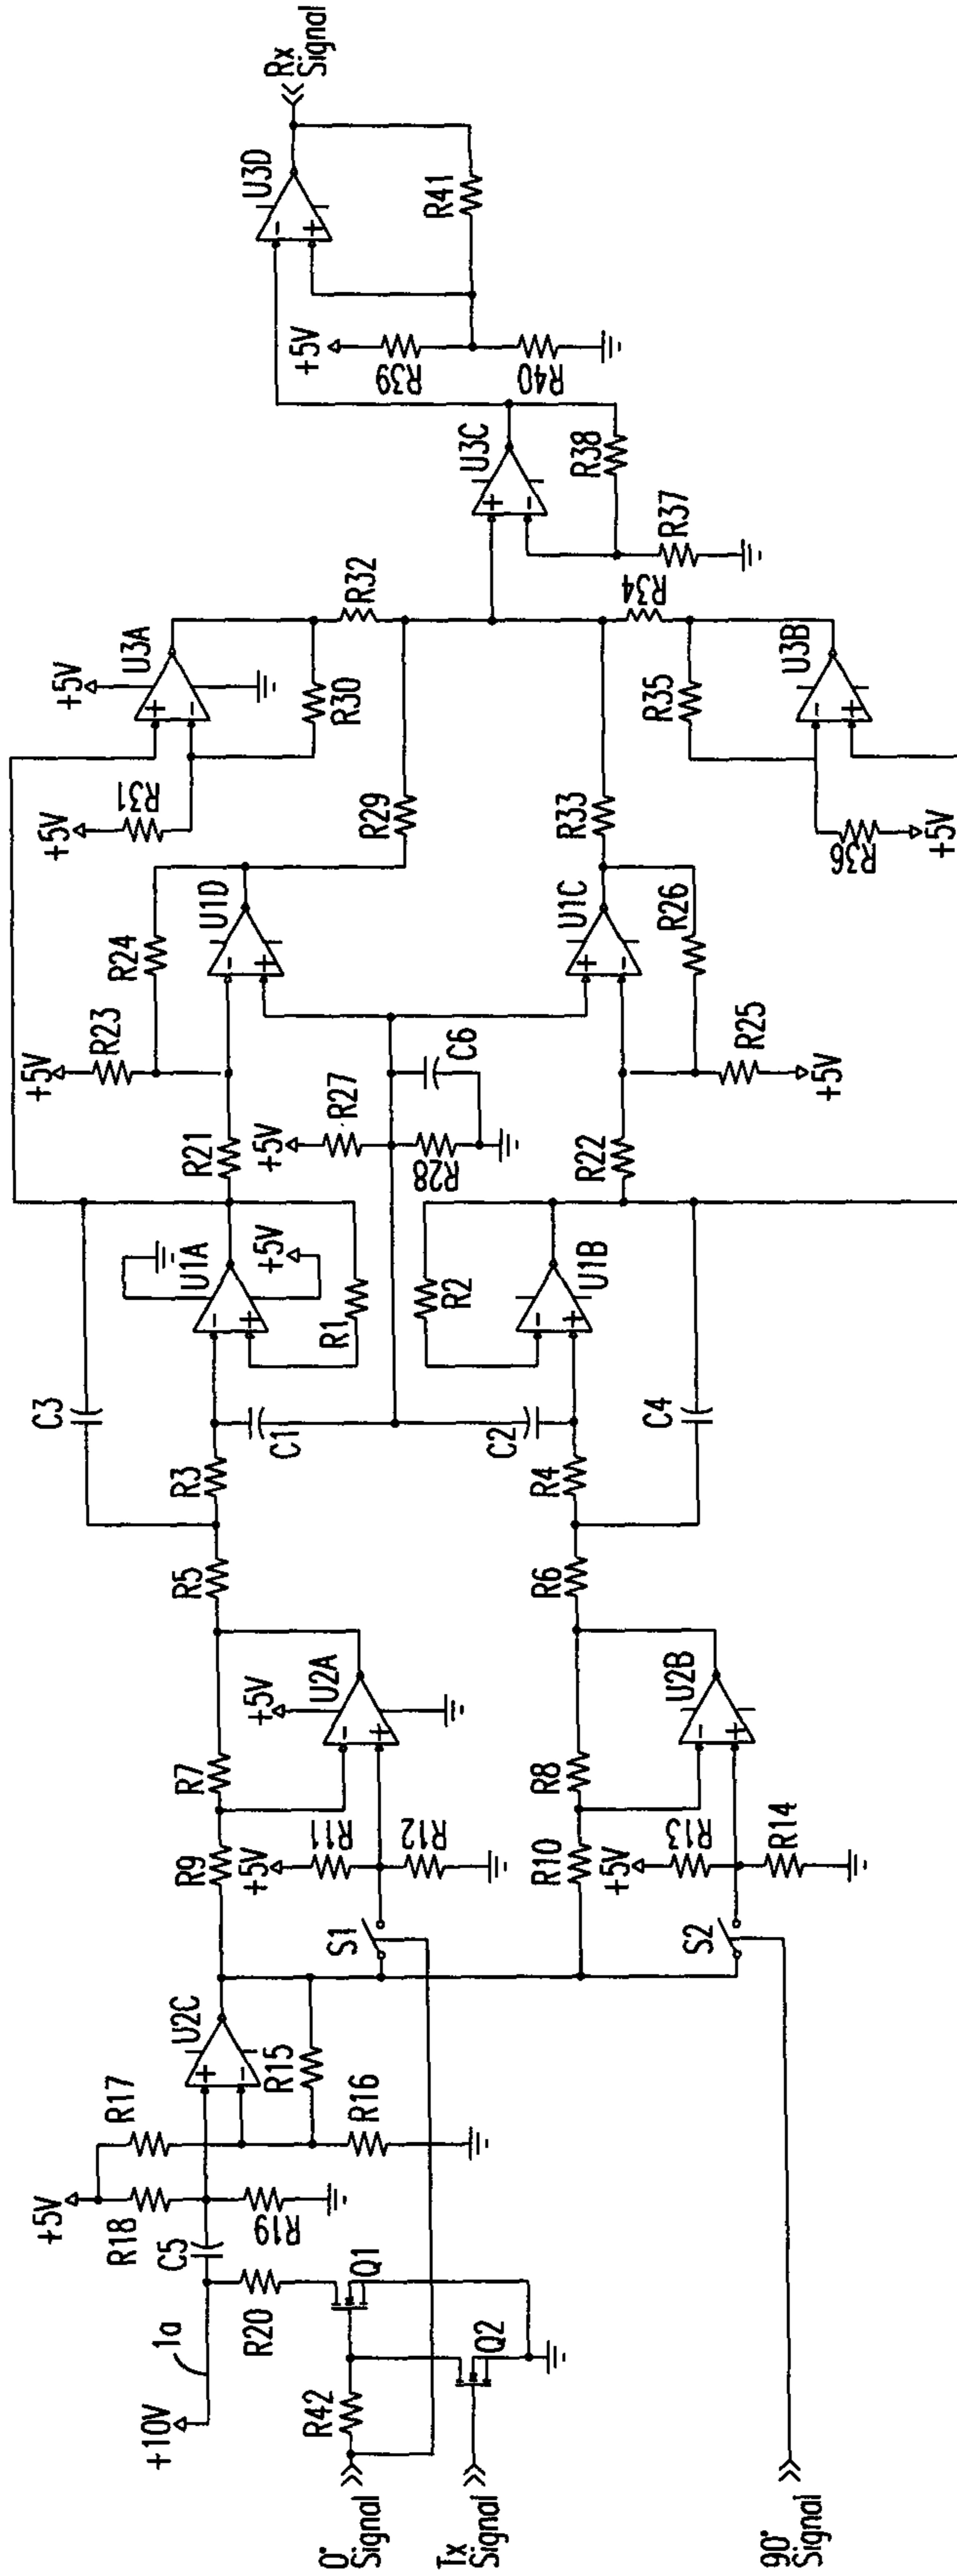 +10V
1a
0°
Signal
Tx
Signal
90°
Signal
R42
R20
Q1
Q2
C5
+5V
R18
R17
R19
R16
R15
U2C
+
−
S1
S2
R9
+5V
R11
R12
R7
+5V
U2A
−
+
R10
+5V
R13
R14
R8
U2B
−
+
R5
R3
C3
C1
R6
R4
C4
C2
U1A
−
+
+5V
R1
R2
U1B
−
+
R21
+5V
R27
R28
C6
R22
+5V
R23
R24
U1D
−
+
U1C
+
−
R26
R25
+5V
R29
R33
+5V
R31
+5V
U3A
+
−
R30
R32
R34
R35
U3B
−
+
R36
+5V
U3C
+
−
R38
R37
+5V
R39
R40
U3D
−
+
R41
Rx
Signal